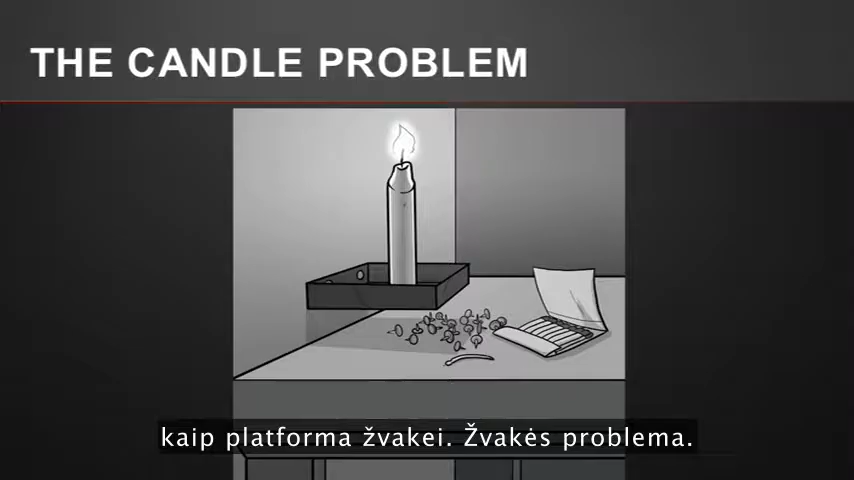 THE CANDLE PROBLEM
kaip platforma žvakei. Žvakės problema.